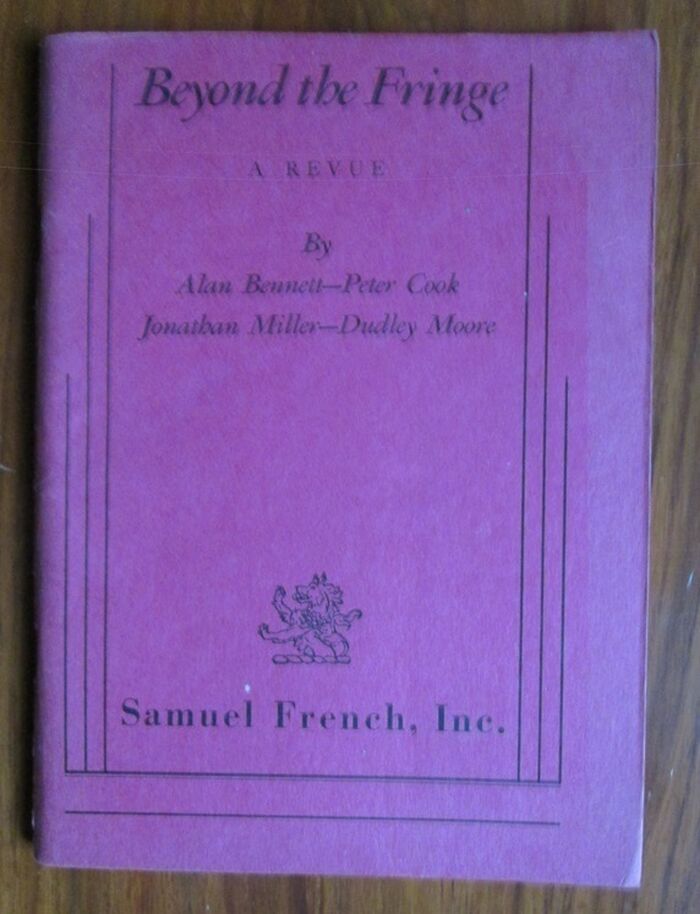 Beyond the Fringe
A REVUE
By
Alan Bennett—Peter Cook
Jonathan Miller—Dudley Moore
Samuel French, Inc.